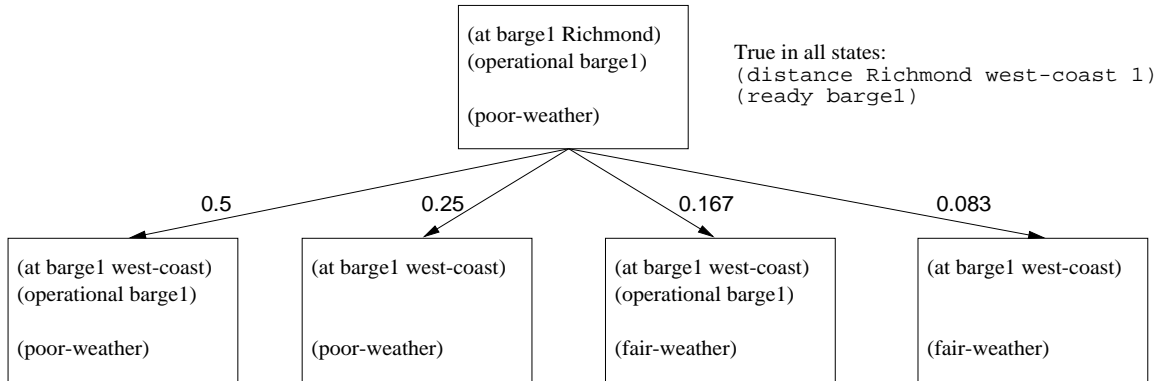 (at barge1 Richmond)
(operational barge1)
(poor-weather)
True in all states:
(distance Richmond west-coast 1)
(ready barge1)
0.5
0.25
0.167
0.083
(at barge1 west-coast)
(operational barge1)
(poor-weather)
(at barge1 west-coast)
(poor-weather)
(at barge1 west-coast)
(operational barge1)
(fair-weather)
(at barge1 west-coast)
(fair-weather)